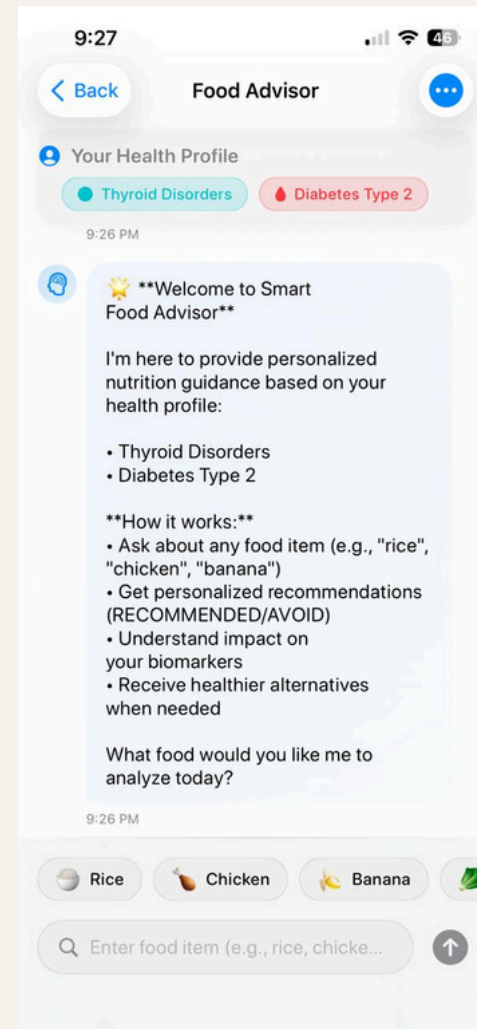 9:27
46
Back
Food Advisor
Your Health Profile
Thyroid Disorders
Diabetes Type 2
9:26 PM
**Welcome to Smart
Food Advisor**
I'm here to provide personalized
nutrition guidance based on your
health profile:
• Thyroid Disorders
• Diabetes Type 2
**How it works:**
• Ask about any food item (e.g., "rice",
"chicken", "banana")
• Get personalized recommendations
(RECOMMENDED/AVOID)
• Understand impact on
your biomarkers
• Receive healthier alternatives
when needed
What food would you like me to
analyze today?
9:26 PM
Rice
Chicken
Banana
Enter food item (e.g., rice, chicke...